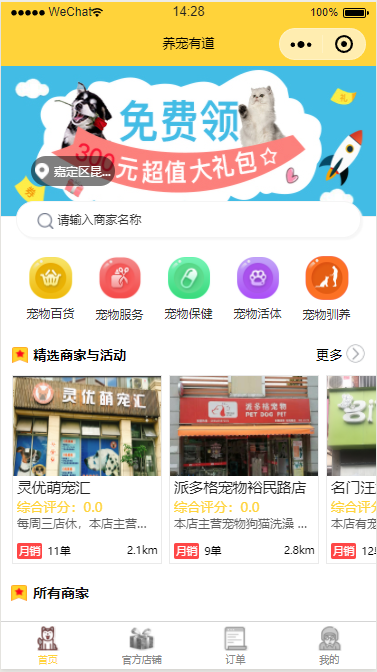 WeChat
14:28
100%
养宠有道
免费领
300元超值大礼包
礼
券
嘉定区昆...
请输入商家名称
宠物百货
宠物服务
宠物保健
宠物活体
宠物驯养
精选商家与活动
更多
灵优萌宠汇
派多格宠物
PET DOG PET
名
灵优萌宠汇
综合评分：0.0
每周三店休，本店主营...
月销 11单 2.1km
派多格宠物裕民路店
综合评分：0.0
本店主营宠物狗猫洗澡 ...
月销 9单 2.8km
名门汪
综合评分
本店有宠
月销 12单
所有商家
首页
官方店铺
订单
我的